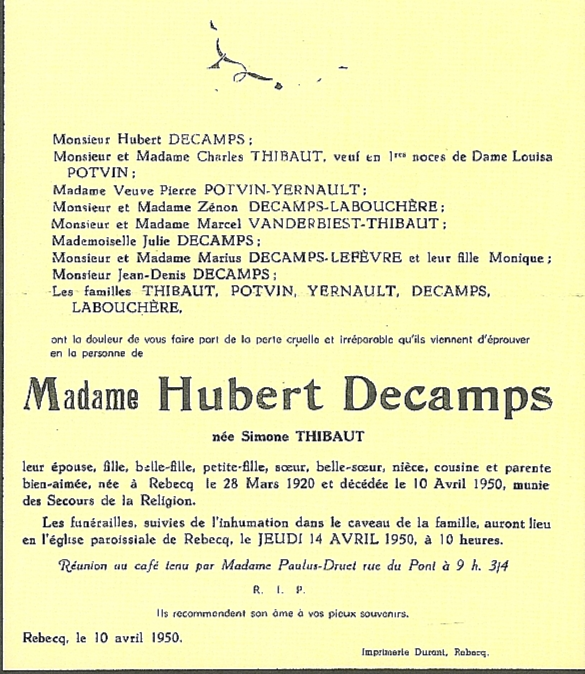 Monsieur Hubert DECAMPS ;
Monsieur et Madame Charles THIBAUT, veuf en 1res noces de Dame Louisa
POTVIN ;
Madame Veuve Pierre POTVIN-YERNAULT ;
Monsieur et Madame Zénon DECAMPS-LABOUCHÈRE ;
Monsieur et Madame Marcel VANDERBIEST-THIBAUT ;
Mademoiselle Julie DECAMPS ;
Monsieur et Madame Marius DECAMPS-LEFÈVRE et leur fille Monique ;
Monsieur Jean-Denis DECAMPS ;
Les familles THIBAUT, POTVIN, YERNAULT, DECAMPS,
LABOUCHÈRE,
ont la douleur de vous faire part de la perte cruelle et irréparable qu'ils viennent d'éprouver
en la personne de
Madame Hubert Decamps
née Simone THIBAUT
leur épouse, fille, belle-fille, petite-fille, sœur, belle-sœur, nièce, cousine et parente
bien-aimée, née à Rebecq le 28 Mars 1920 et décédée le 10 Avril 1950, munie
des Secours de la Religion.
Les funérailles, suivies de l'inhumation dans le caveau de la famille, auront lieu
en l'église paroissiale de Rebecq, le JEUDI 14 AVRIL 1950, à 10 heures.
Réunion au café tenu par Madame Paulus-Druet rue du Pont à 9 h. 3/4
R. I. P.
Ils recommendent son âme à vos pieux souvenirs.
Rebecq, le 10 avril 1950.
Imprimerie Durant, Rebecq.